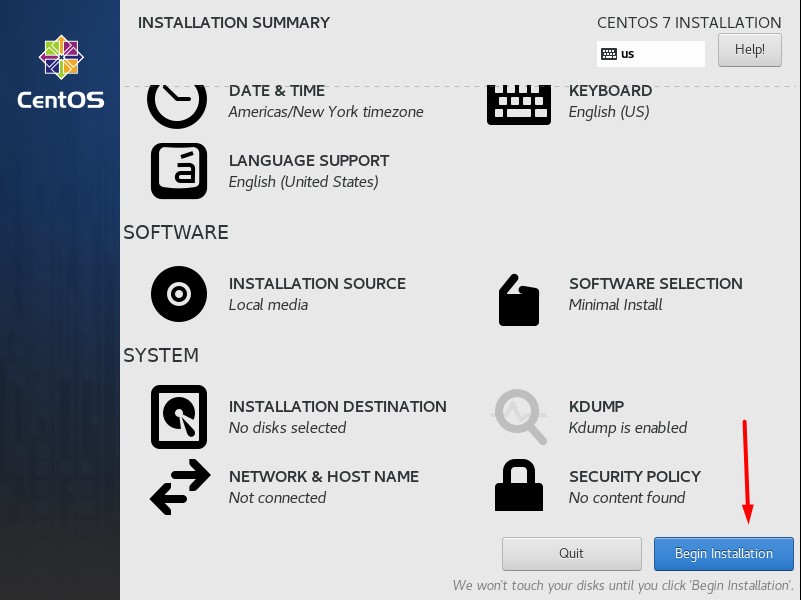 INSTALLATION SUMMARY
CENTOS 7 INSTALLATION
us
Help!
CentOS
DATE & TIME
Americas/New York timezone
KEYBOARD
English (US)
á
LANGUAGE SUPPORT
English (United States)
SOFTWARE
INSTALLATION SOURCE
Local media
SOFTWARE SELECTION
Minimal Install
SYSTEM
INSTALLATION DESTINATION
No disks selected
KDUMP
Kdump is enabled
NETWORK & HOST NAME
Not connected
SECURITY POLICY
No content found
Quit
Begin Installation
We won't touch your disks until you click 'Begin Installation'.